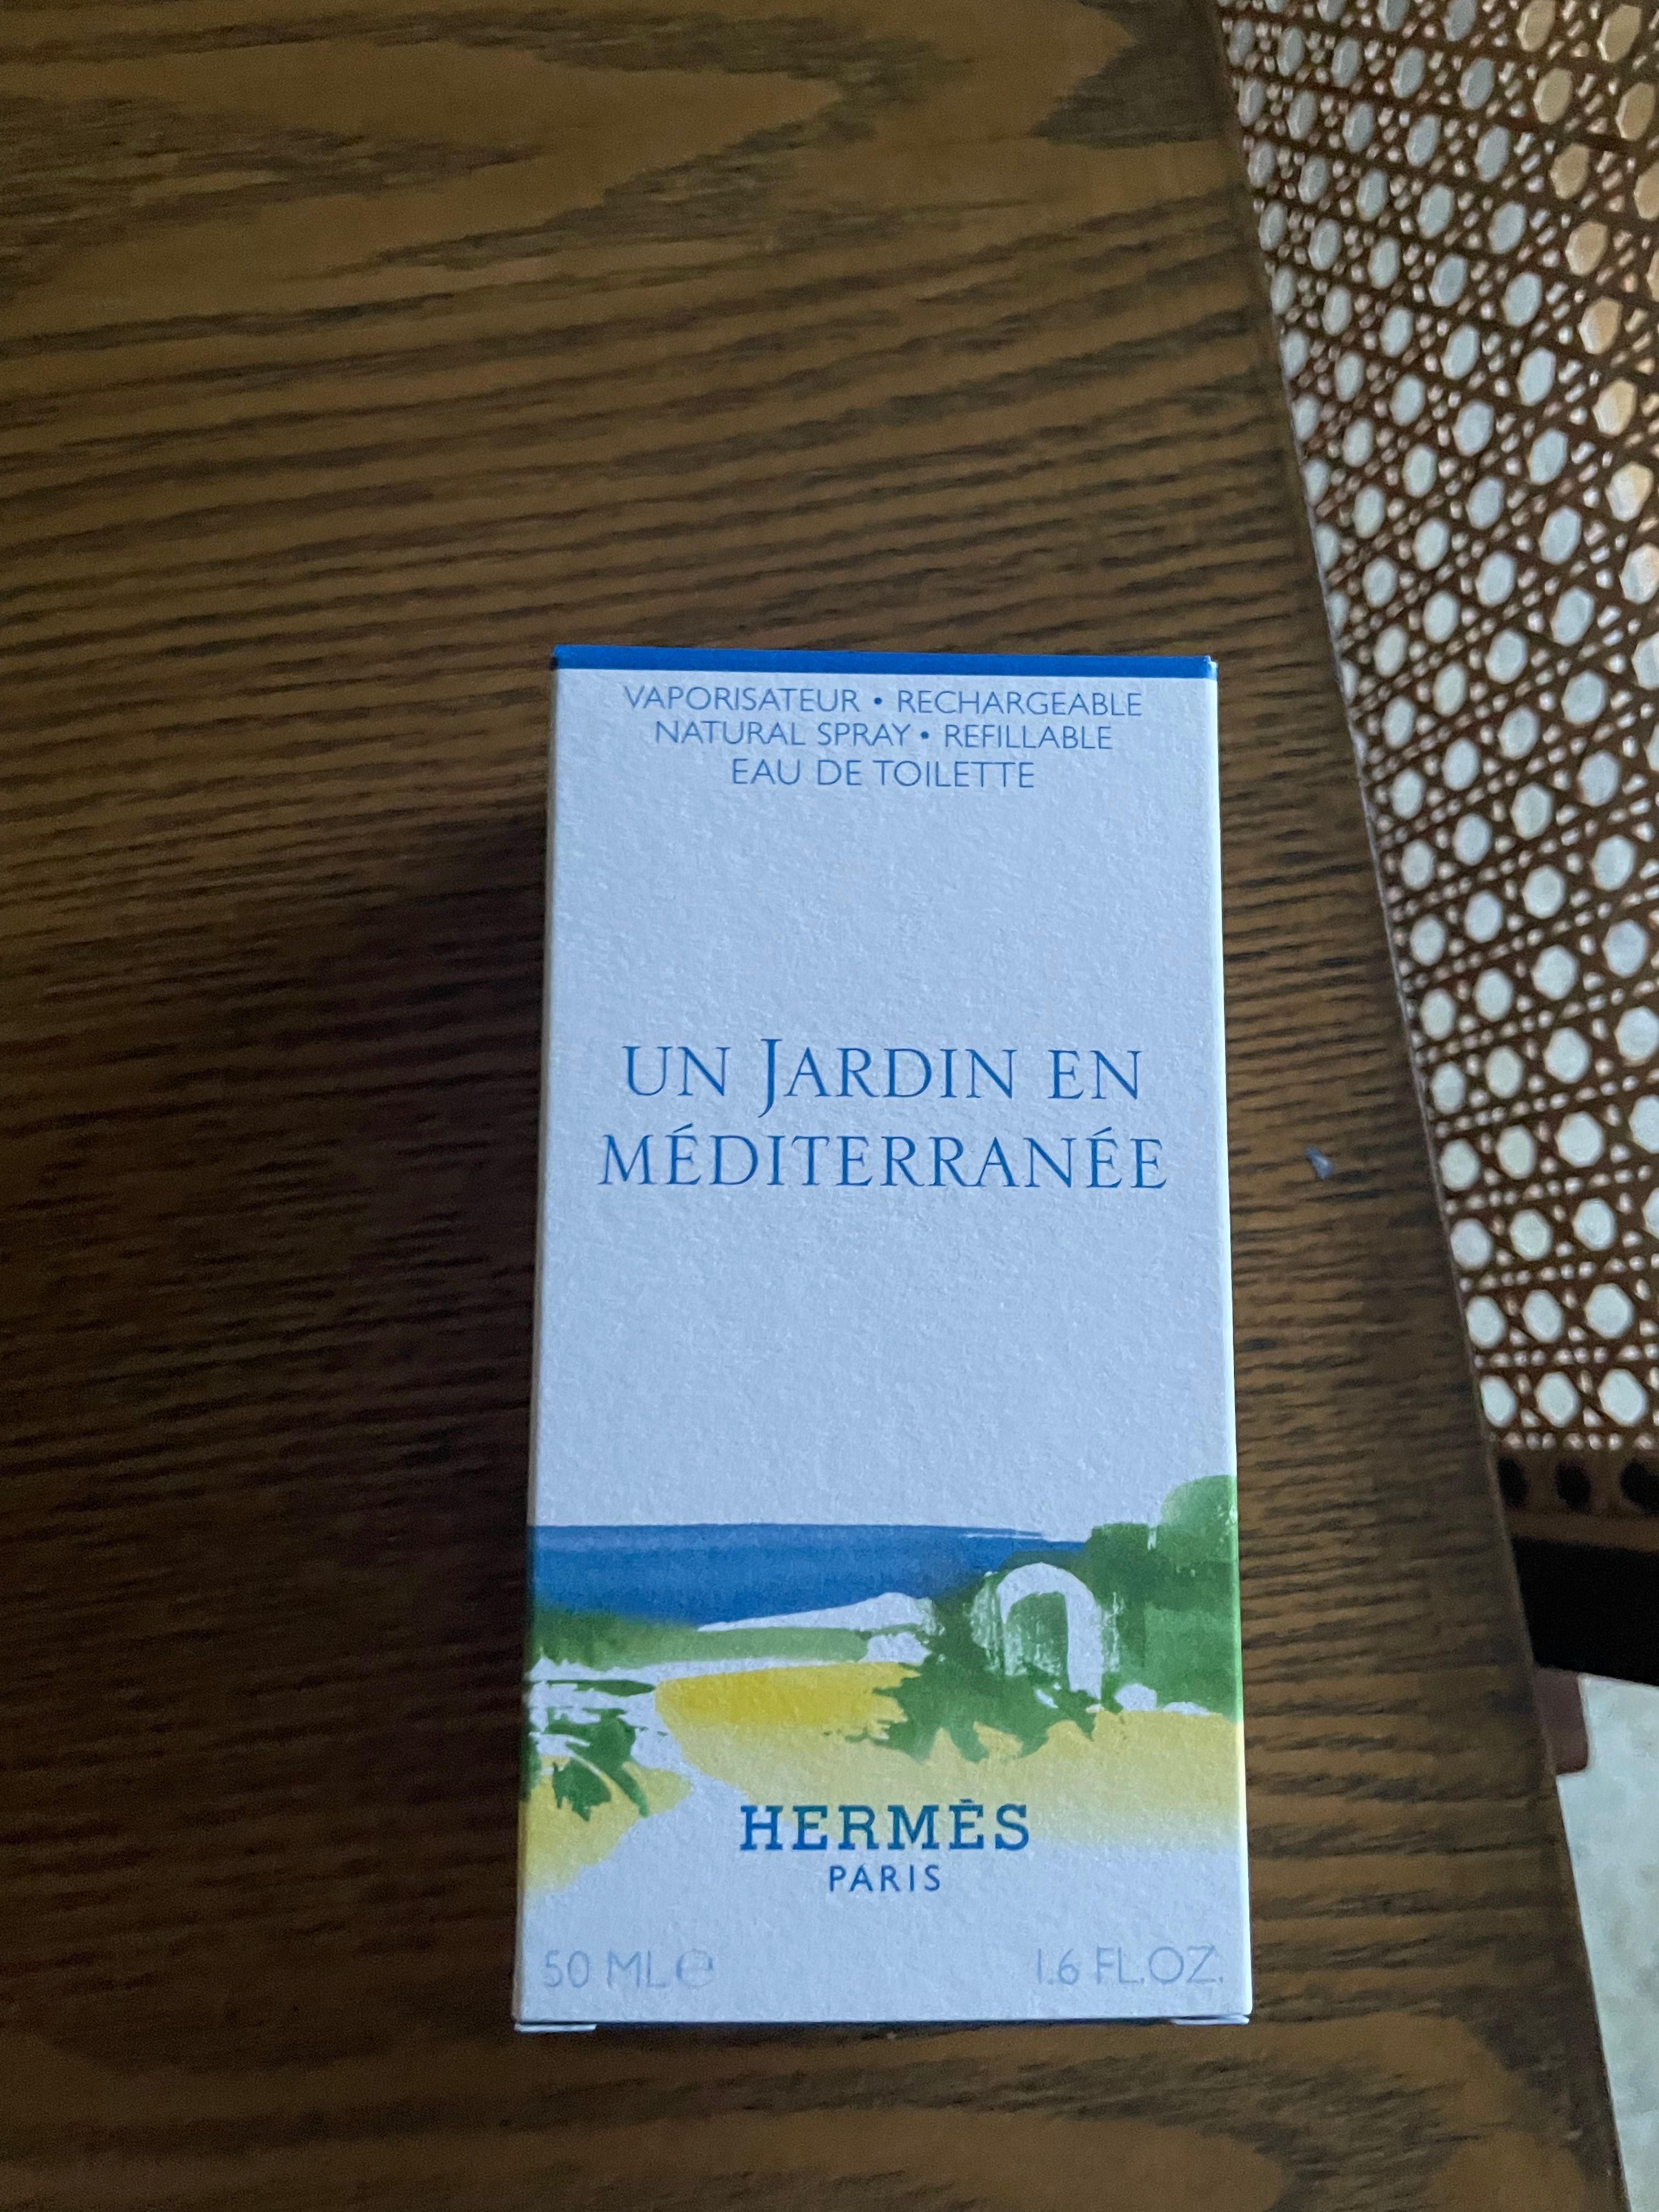 VAPORISATEUR • RECHARGEABLE
NATURAL SPRAY • REFILLABLE
EAU DE TOILETTE
UN JARDIN EN
MÉDITERRANÉE
HERMÈS
PARIS
50 ML ℮
1.6 FL.OZ.